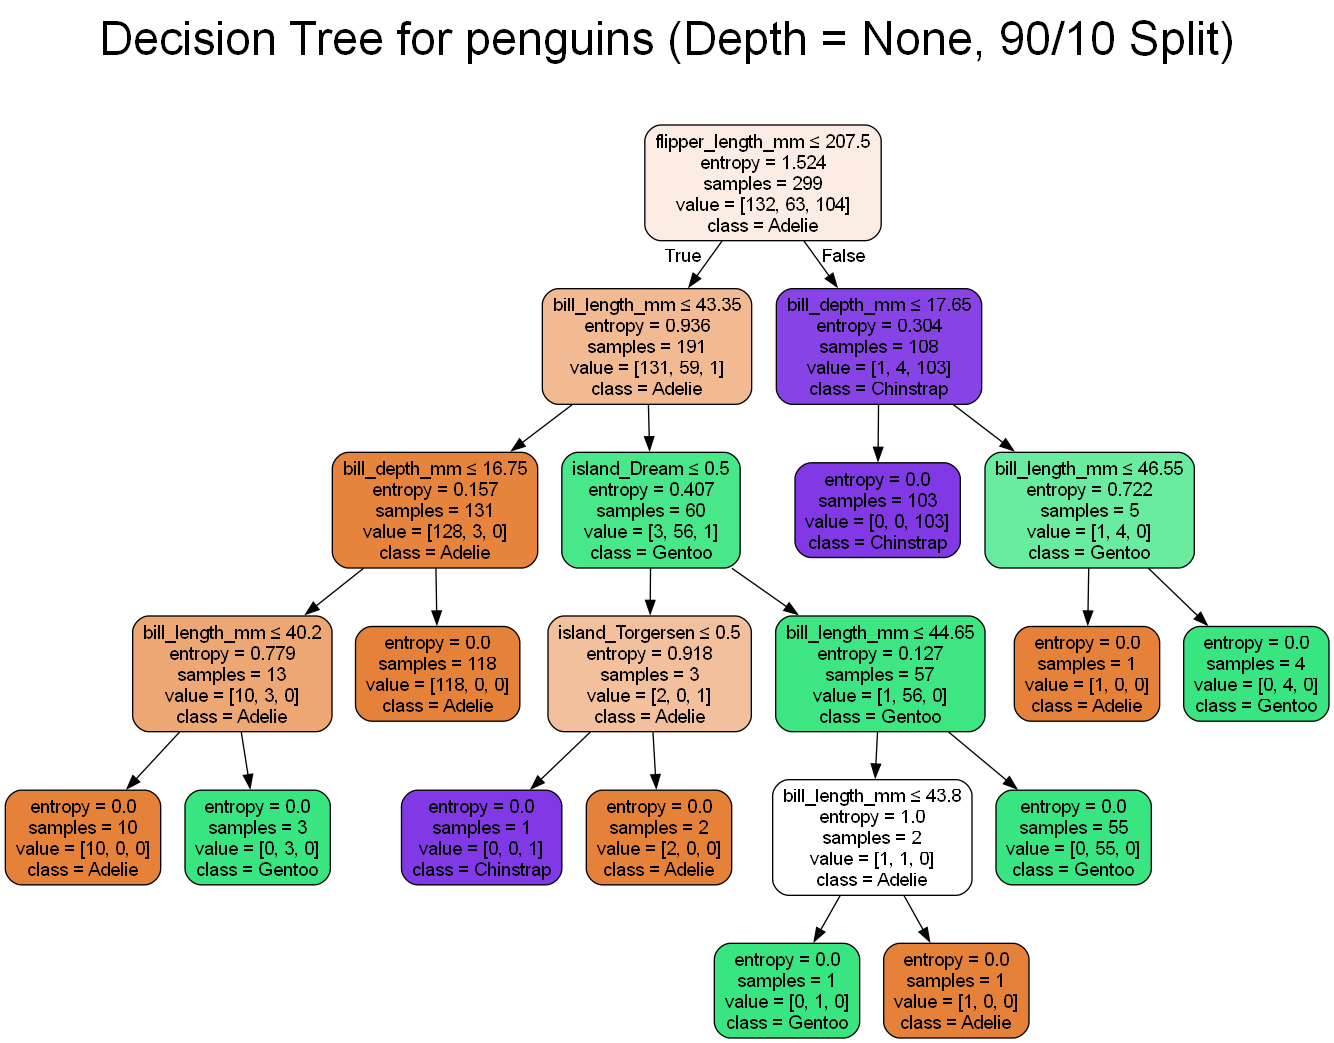 Decision Tree for penguins (Depth = None, 90/10 Split)
flipper_length_mm ≤ 207.5
entropy = 1.524
samples = 299
value = [132, 63, 104]
class = Adelie
True
False
bill_length_mm ≤ 43.35
entropy = 0.936
samples = 191
value = [131, 59, 1]
class = Adelie
bill_depth_mm ≤ 17.65
entropy = 0.304
samples = 108
value = [1, 4, 103]
class = Chinstrap
bill_depth_mm ≤ 16.75
entropy = 0.157
samples = 131
value = [128, 3, 0]
class = Adelie
island_Dream ≤ 0.5
entropy = 0.407
samples = 60
value = [3, 56, 1]
class = Gentoo
entropy = 0.0
samples = 103
value = [0, 0, 103]
class = Chinstrap
bill_length_mm ≤ 46.55
entropy = 0.722
samples = 5
value = [1, 4, 0]
class = Gentoo
bill_length_mm ≤ 40.2
entropy = 0.779
samples = 13
value = [10, 3, 0]
class = Adelie
entropy = 0.0
samples = 118
value = [118, 0, 0]
class = Adelie
island_Torgersen ≤ 0.5
entropy = 0.918
samples = 3
value = [2, 0, 1]
class = Adelie
bill_length_mm ≤ 44.65
entropy = 0.127
samples = 57
value = [1, 56, 0]
class = Gentoo
entropy = 0.0
samples = 1
value = [1, 0, 0]
class = Adelie
entropy = 0.0
samples = 4
value = [0, 4, 0]
class = Gentoo
entropy = 0.0
samples = 10
value = [10, 0, 0]
class = Adelie
entropy = 0.0
samples = 3
value = [0, 3, 0]
class = Gentoo
entropy = 0.0
samples = 1
value = [0, 0, 1]
class = Chinstrap
entropy = 0.0
samples = 2
value = [2, 0, 0]
class = Adelie
bill_length_mm ≤ 43.8
entropy = 1.0
samples = 2
value = [1, 1, 0]
class = Adelie
entropy = 0.0
samples = 55
value = [0, 55, 0]
class = Gentoo
entropy = 0.0
samples = 1
value = [0, 1, 0]
class = Gentoo
entropy = 0.0
samples = 1
value = [1, 0, 0]
class = Adelie